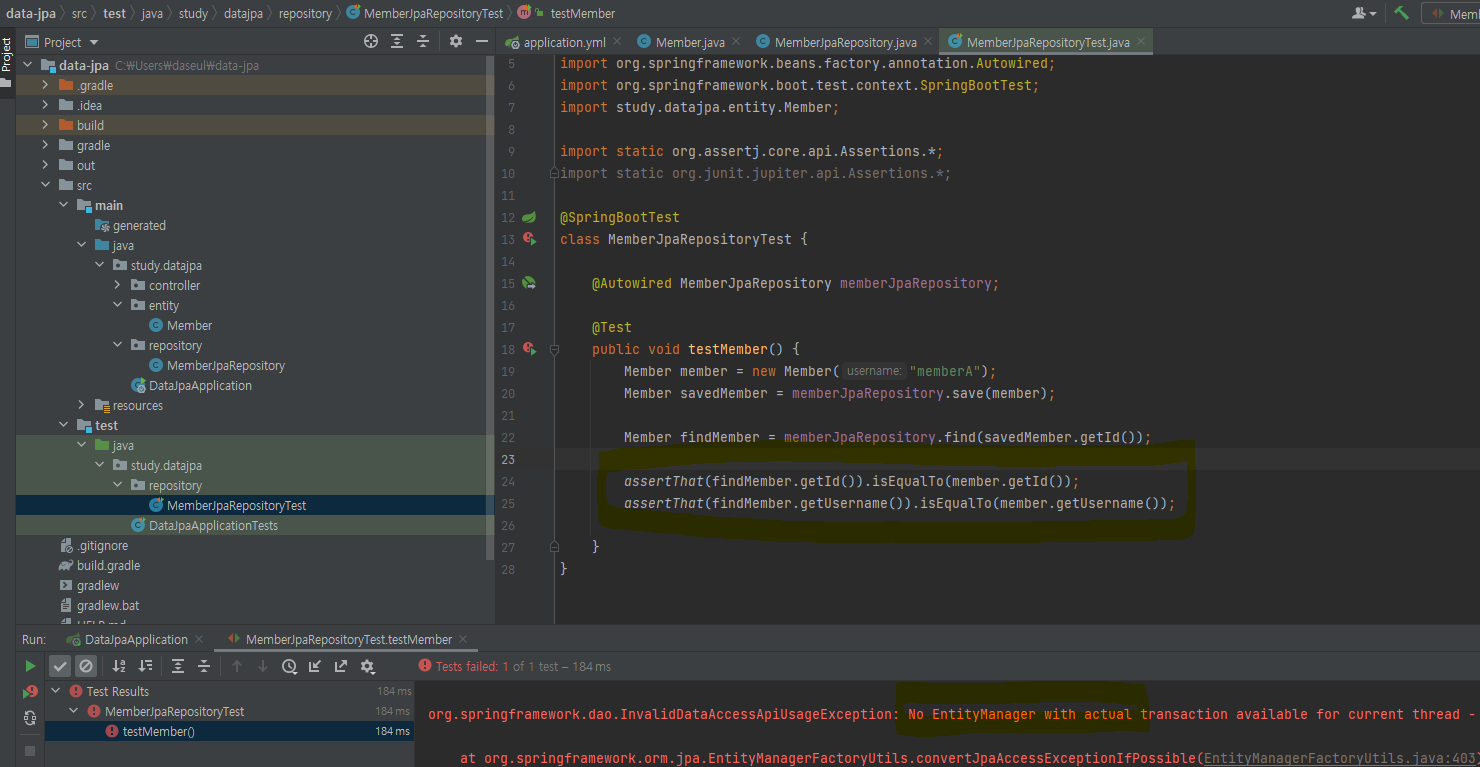 data-jpa 〉 src 〉 test 〉 java 〉 study 〉 datajpa 〉 repository 〉 MemberJpaRepositoryTest 〉 testMember
Project
Project
application.yml
Member.java
MemberJpaRepository.java
MemberJpaRepositoryTest.java
data-jpa C:₩Users₩daseul₩data-jpa
.gradle
.idea
build
gradle
out
src
main
generated
java
study.datajpa
controller
entity
Member
repository
MemberJpaRepository
DataJpaApplication
resources
test
java
study.datajpa
repository
MemberJpaRepositoryTest
DataJpaApplicationTests
.gitignore
build.gradle
gradlew
gradlew.bat
5 import org.springframework.beans.factory.annotation.Autowired;
6 import org.springframework.boot.test.context.SpringBootTest;
7 import study.datajpa.entity.Member;
8
9 import static org.assertj.core.api.Assertions.*;
10 import static org.junit.jupiter.api.Assertions.*;
11
12 @SpringBootTest
13 class MemberJpaRepositoryTest {
14
15 @Autowired MemberJpaRepository memberJpaRepository;
16
17 @Test
18 public void testMember() {
19 Member member = new Member( username: "memberA");
20 Member savedMember = memberJpaRepository.save(member);
21
22 Member findMember = memberJpaRepository.find(savedMember.getId());
23
24 assertThat(findMember.getId()).isEqualTo(member.getId());
25 assertThat(findMember.getUsername()).isEqualTo(member.getUsername());
26
27 }
28 }
Run: DataJpaApplication MemberJpaRepositoryTest.testMember
Tests failed: 1 of 1 test – 184 ms
Test Results 184 ms
MemberJpaRepositoryTest 184 ms
testMember() 184 ms
org.springframework.dao.InvalidDataAccessApiUsageException: No EntityManager with actual transaction available for current thread -
at org.springframework.orm.jpa.EntityManagerFactoryUtils.convertJpaAccessExceptionIfPossible(EntityManagerFactoryUtils.java:403)